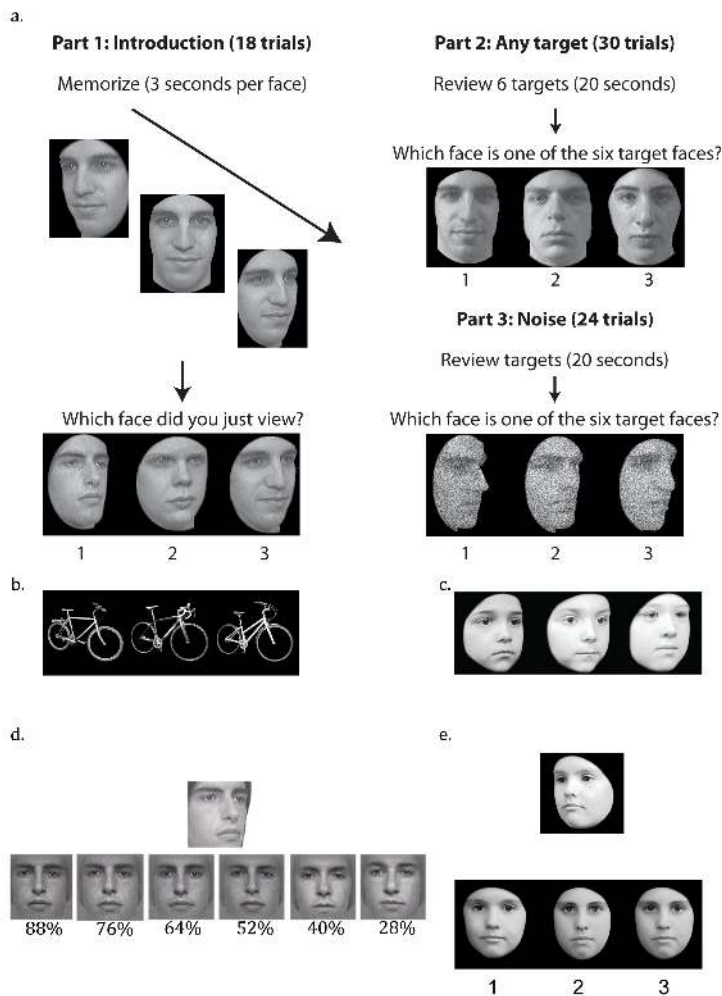 a.
Part 1: Introduction (18 trials)
Memorize (3 seconds per face)
Which face did you just view?
1 2 3
Part 2: Any target (30 trials)
Review 6 targets (20 seconds)
Which face is one of the six target faces?
1 2 3
Part 3: Noise (24 trials)
Review targets (20 seconds)
Which face is one of the six target faces?
1 2 3
b.
c.
d.
88% 76% 64% 52% 40% 28%
e.
1 2 3